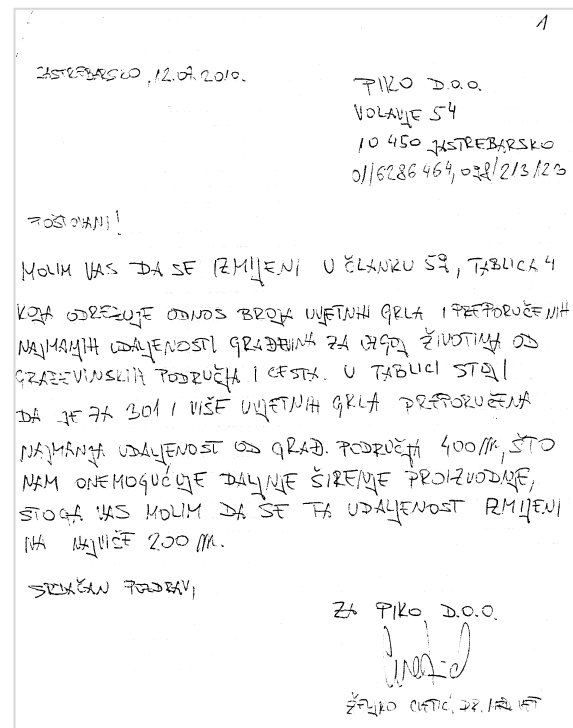 1
JASTREBARSKO, 12.07.2010.
PIKO D.O.O.
VOLAVJE 54
10 450 JASTREBARSKO
01/6286 464, 098/213123
POŠTOVANI!
MOLIM VAS DA SE IZMIJENI U ČLANKU 59, TABLICA 4
KOJA ODREĐUJE ODNOS BROJA UVJETNIH GRLA I PREPORUČENIH
NAJMANJIH UDALJENOSTI GRAĐEVINA ZA UZGOJ ŽIVOTINJA OD
GRAĐEVINSKIH PODRUČJA I CESTA. U TABLICI STOJI
DA JE ZA 301 I VIŠE UVJETNIH GRLA PREPORUČENA
NAJMANJA UDALJENOST OD GRAĐ. PODRUČJA 400 m, ŠTO
NAM ONEMOGUĆUJE DALJNJE ŠIRENJE PROIZVODNJE,
STOGA VAS MOLIM DA SE TA UDALJENOST IZMIJENI
NA NAJVIŠE 200 m.
SRDAČAN POZDRAV,
ZA PIKO D.O.O.
ŽELJKO DR.